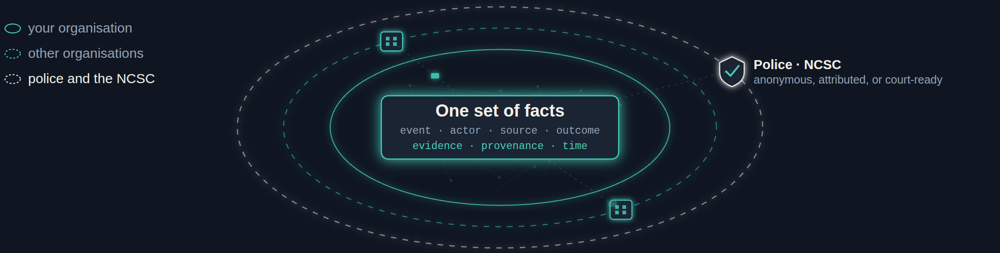 your organisation
other organisations
police and the NCSC
Police · NCSC
anonymous, attributed, or court-ready
One set of facts
event · actor · source · outcome
evidence · provenance · time